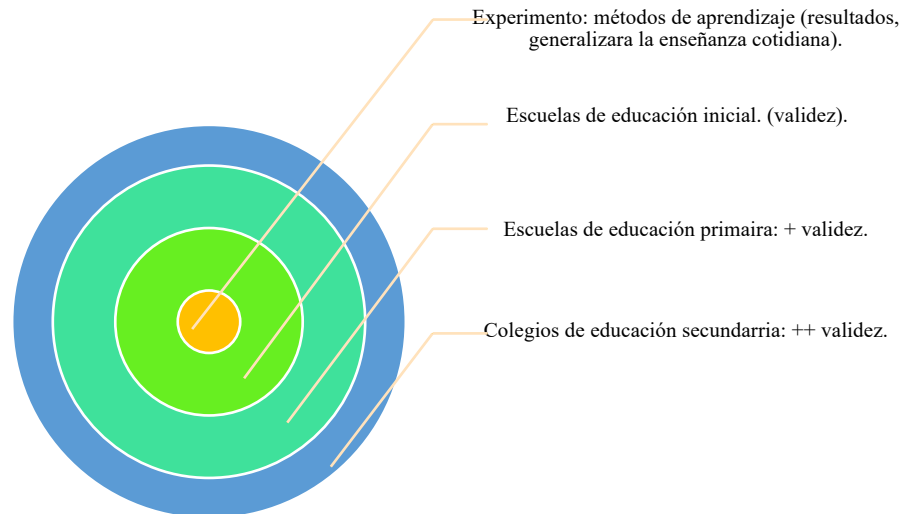 Experimento: métodos de aprendizaje (resultados,
generalizara la enseñanza cotidiana).
Escuelas de educación inicial. (validez).
Escuelas de educación primaira: + validez.
Colegios de educación secundarria: ++ validez.